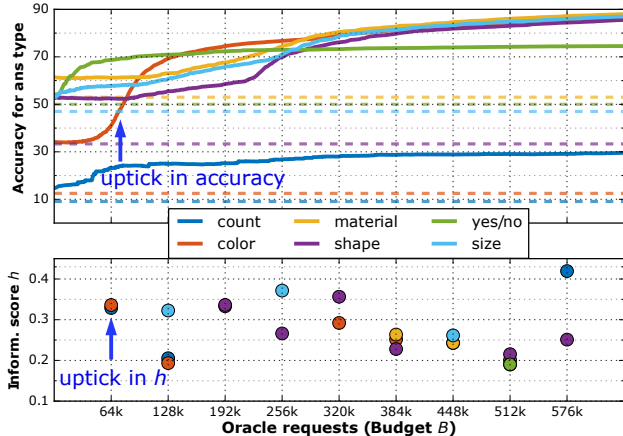 Accuracy for ans type
90
70
50
30
10
uptick in accuracy
count
material
yes/no
color
shape
size
Inform. score h
0.4
0.3
0.2
0.1
uptick in h
64k
128k
192k
256k
320k
384k
448k
512k
576k
Oracle requests (Budget B)